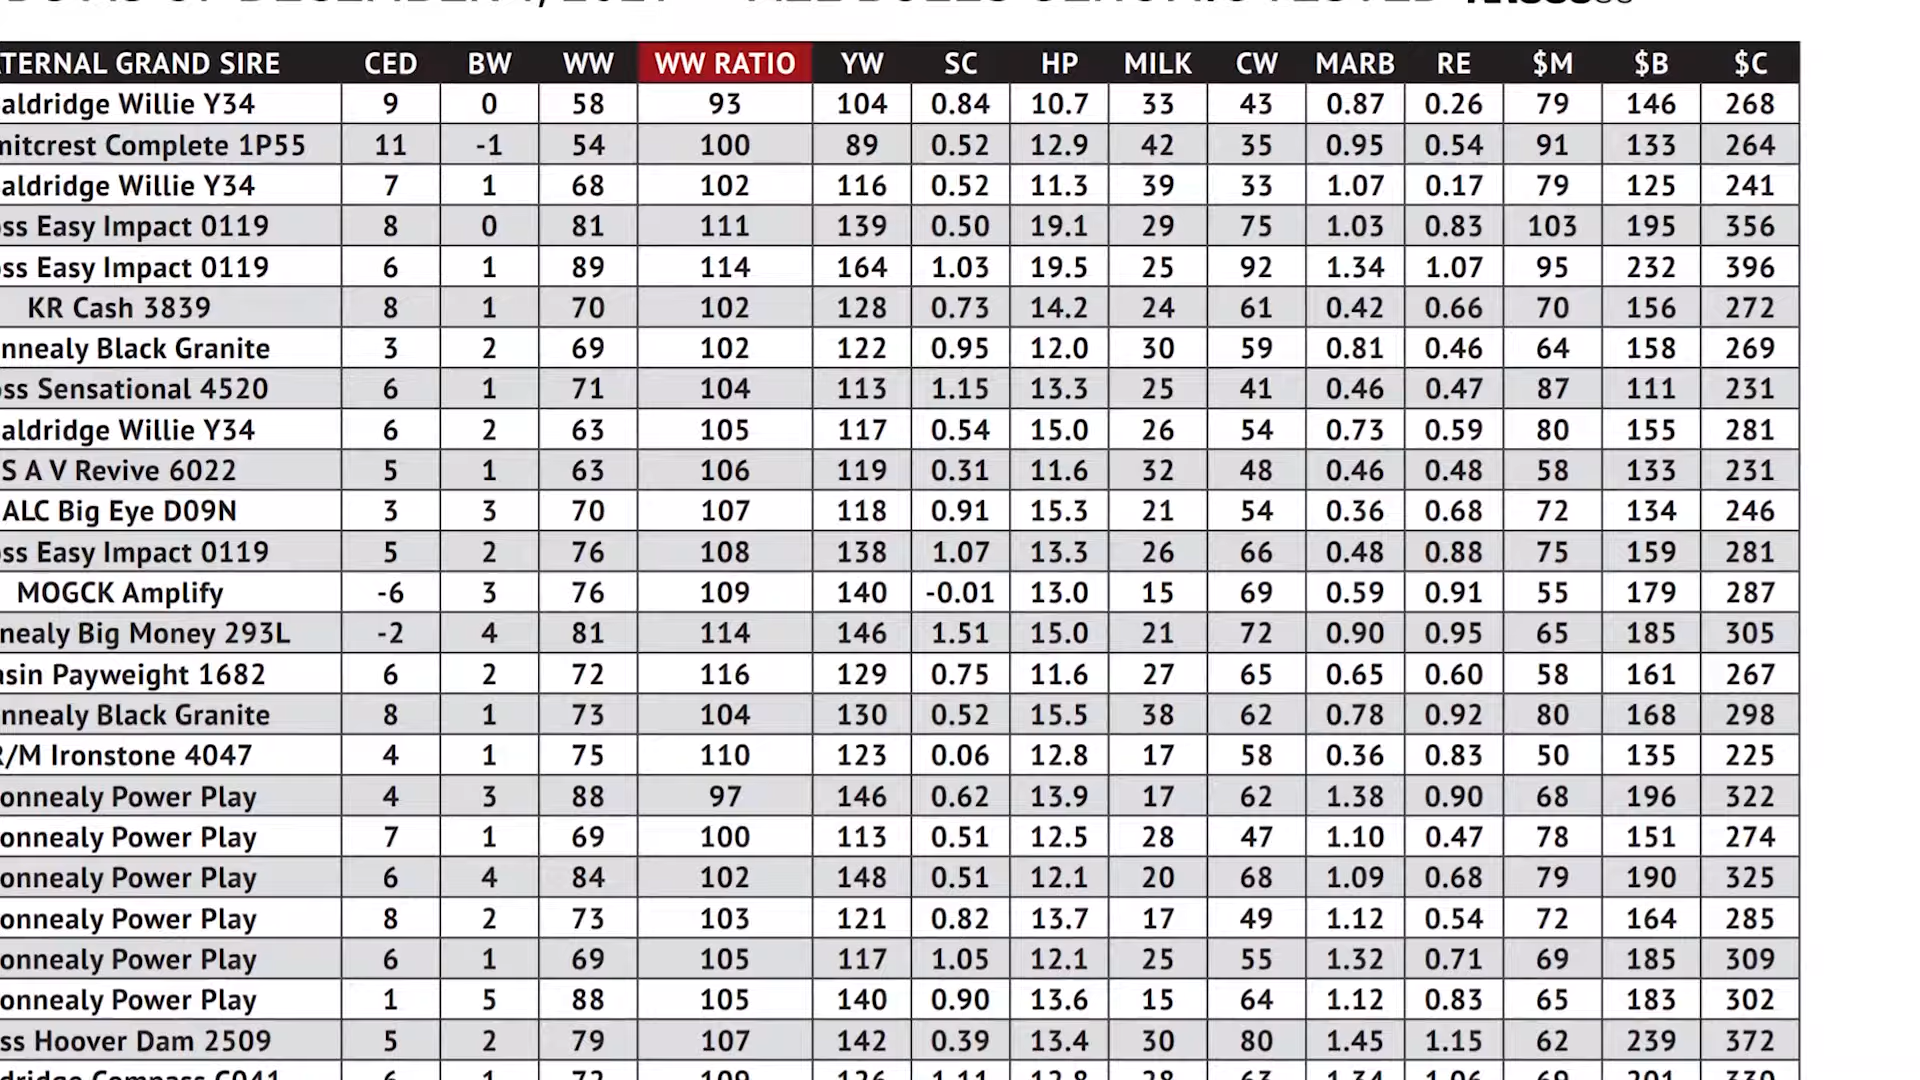 TERNAL GRAND SIRE CED BW WW WW RATIO YW SC HP MILK CW MARB RE $M $B $C
aldridge Willie Y34 9 0 58 93 104 0.84 10.7 33 43 0.87 0.26 79 146 268
mitcrest Complete 1P55 11 -1 54 100 89 0.52 12.9 42 35 0.95 0.54 91 133 264
aldridge Willie Y34 7 1 68 102 116 0.52 11.3 39 33 1.07 0.17 79 125 241
oss Easy Impact 0119 8 0 81 111 139 0.50 19.1 29 75 1.03 0.83 103 195 356
oss Easy Impact 0119 6 1 89 114 164 1.03 19.5 25 92 1.34 1.07 95 232 396
KR Cash 3839 8 1 70 102 128 0.73 14.2 24 61 0.42 0.66 70 156 272
nnealy Black Granite 3 2 69 102 122 0.95 12.0 30 59 0.81 0.46 64 158 269
oss Sensational 4520 6 1 71 104 113 1.15 13.3 25 41 0.46 0.47 87 111 231
aldridge Willie Y34 6 2 63 105 117 0.54 15.0 26 54 0.73 0.59 80 155 281
S A V Revive 6022 5 1 63 106 119 0.31 11.6 32 48 0.46 0.48 58 133 231
ALC Big Eye D09N 3 3 70 107 118 0.91 15.3 21 54 0.36 0.68 72 134 246
oss Easy Impact 0119 5 2 76 108 138 1.07 13.3 26 66 0.48 0.88 75 159 281
MOGCK Amplify -6 3 76 109 140 -0.01 13.0 15 69 0.59 0.91 55 179 287
nealy Big Money 293L -2 4 81 114 146 1.51 15.0 21 72 0.90 0.95 65 185 305
asin Payweight 1682 6 2 72 116 129 0.75 11.6 27 65 0.65 0.60 58 161 267
nnealy Black Granite 8 1 73 104 130 0.52 15.5 38 62 0.78 0.92 80 168 298
R/M Ironstone 4047 4 1 75 110 123 0.06 12.8 17 58 0.36 0.83 50 135 225
onnealy Power Play 4 3 88 97 146 0.62 13.9 17 62 1.38 0.90 68 196 322
onnealy Power Play 7 1 69 100 113 0.51 12.5 28 47 1.10 0.47 78 151 274
onnealy Power Play 6 4 84 102 148 0.51 12.1 20 68 1.09 0.68 79 190 325
onnealy Power Play 8 2 73 103 121 0.82 13.7 17 49 1.12 0.54 72 164 285
onnealy Power Play 6 1 69 105 117 1.05 12.1 25 55 1.32 0.71 69 185 309
onnealy Power Play 1 5 88 105 140 0.90 13.6 15 64 1.12 0.83 65 183 302
ss Hoover Dam 2509 5 2 79 107 142 0.39 13.4 30 80 1.45 1.15 62 239 372